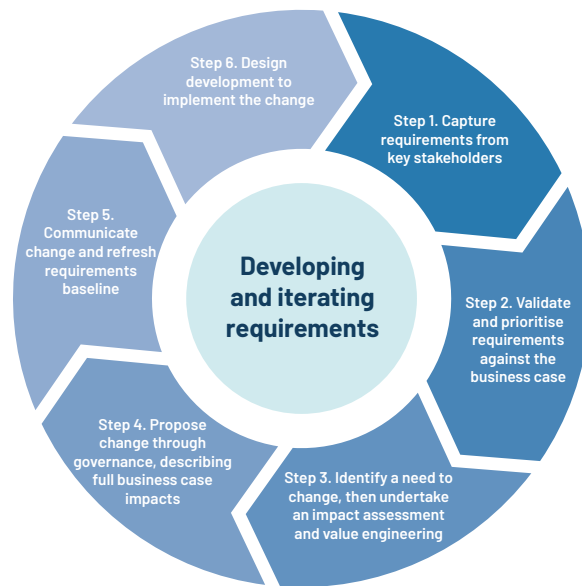 Developing
and iterating
requirements
Step 1. Capture
requirements from
key stakeholders
Step 2. Validate
and prioritise
requirements
against the
business case
Step 3. Identify a need to
change, then undertake
an impact assessment
and value engineering
Step 4. Propose
change through
governance, describing
full business case
impacts
Step 5.
Communicate
change and refresh
requirements
baseline
Step 6. Design
development to
implement the change